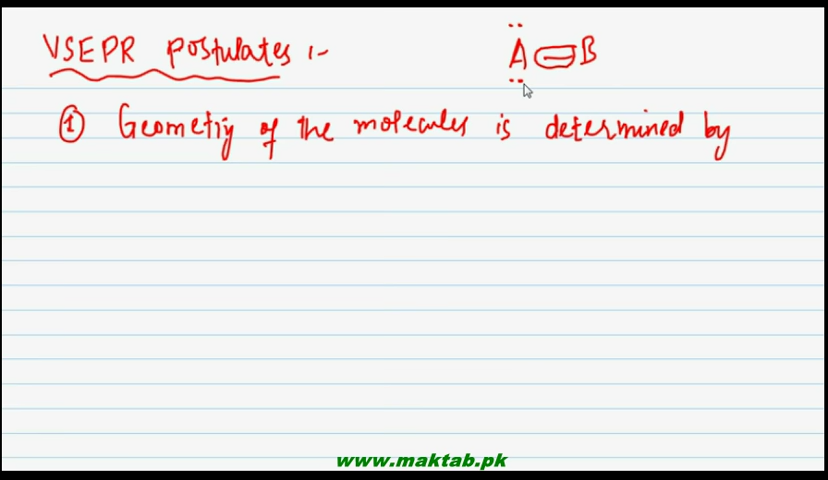 VSEPR Postulates :-
A B
① Geometry of the molecules is determined by
www.maktab.pk